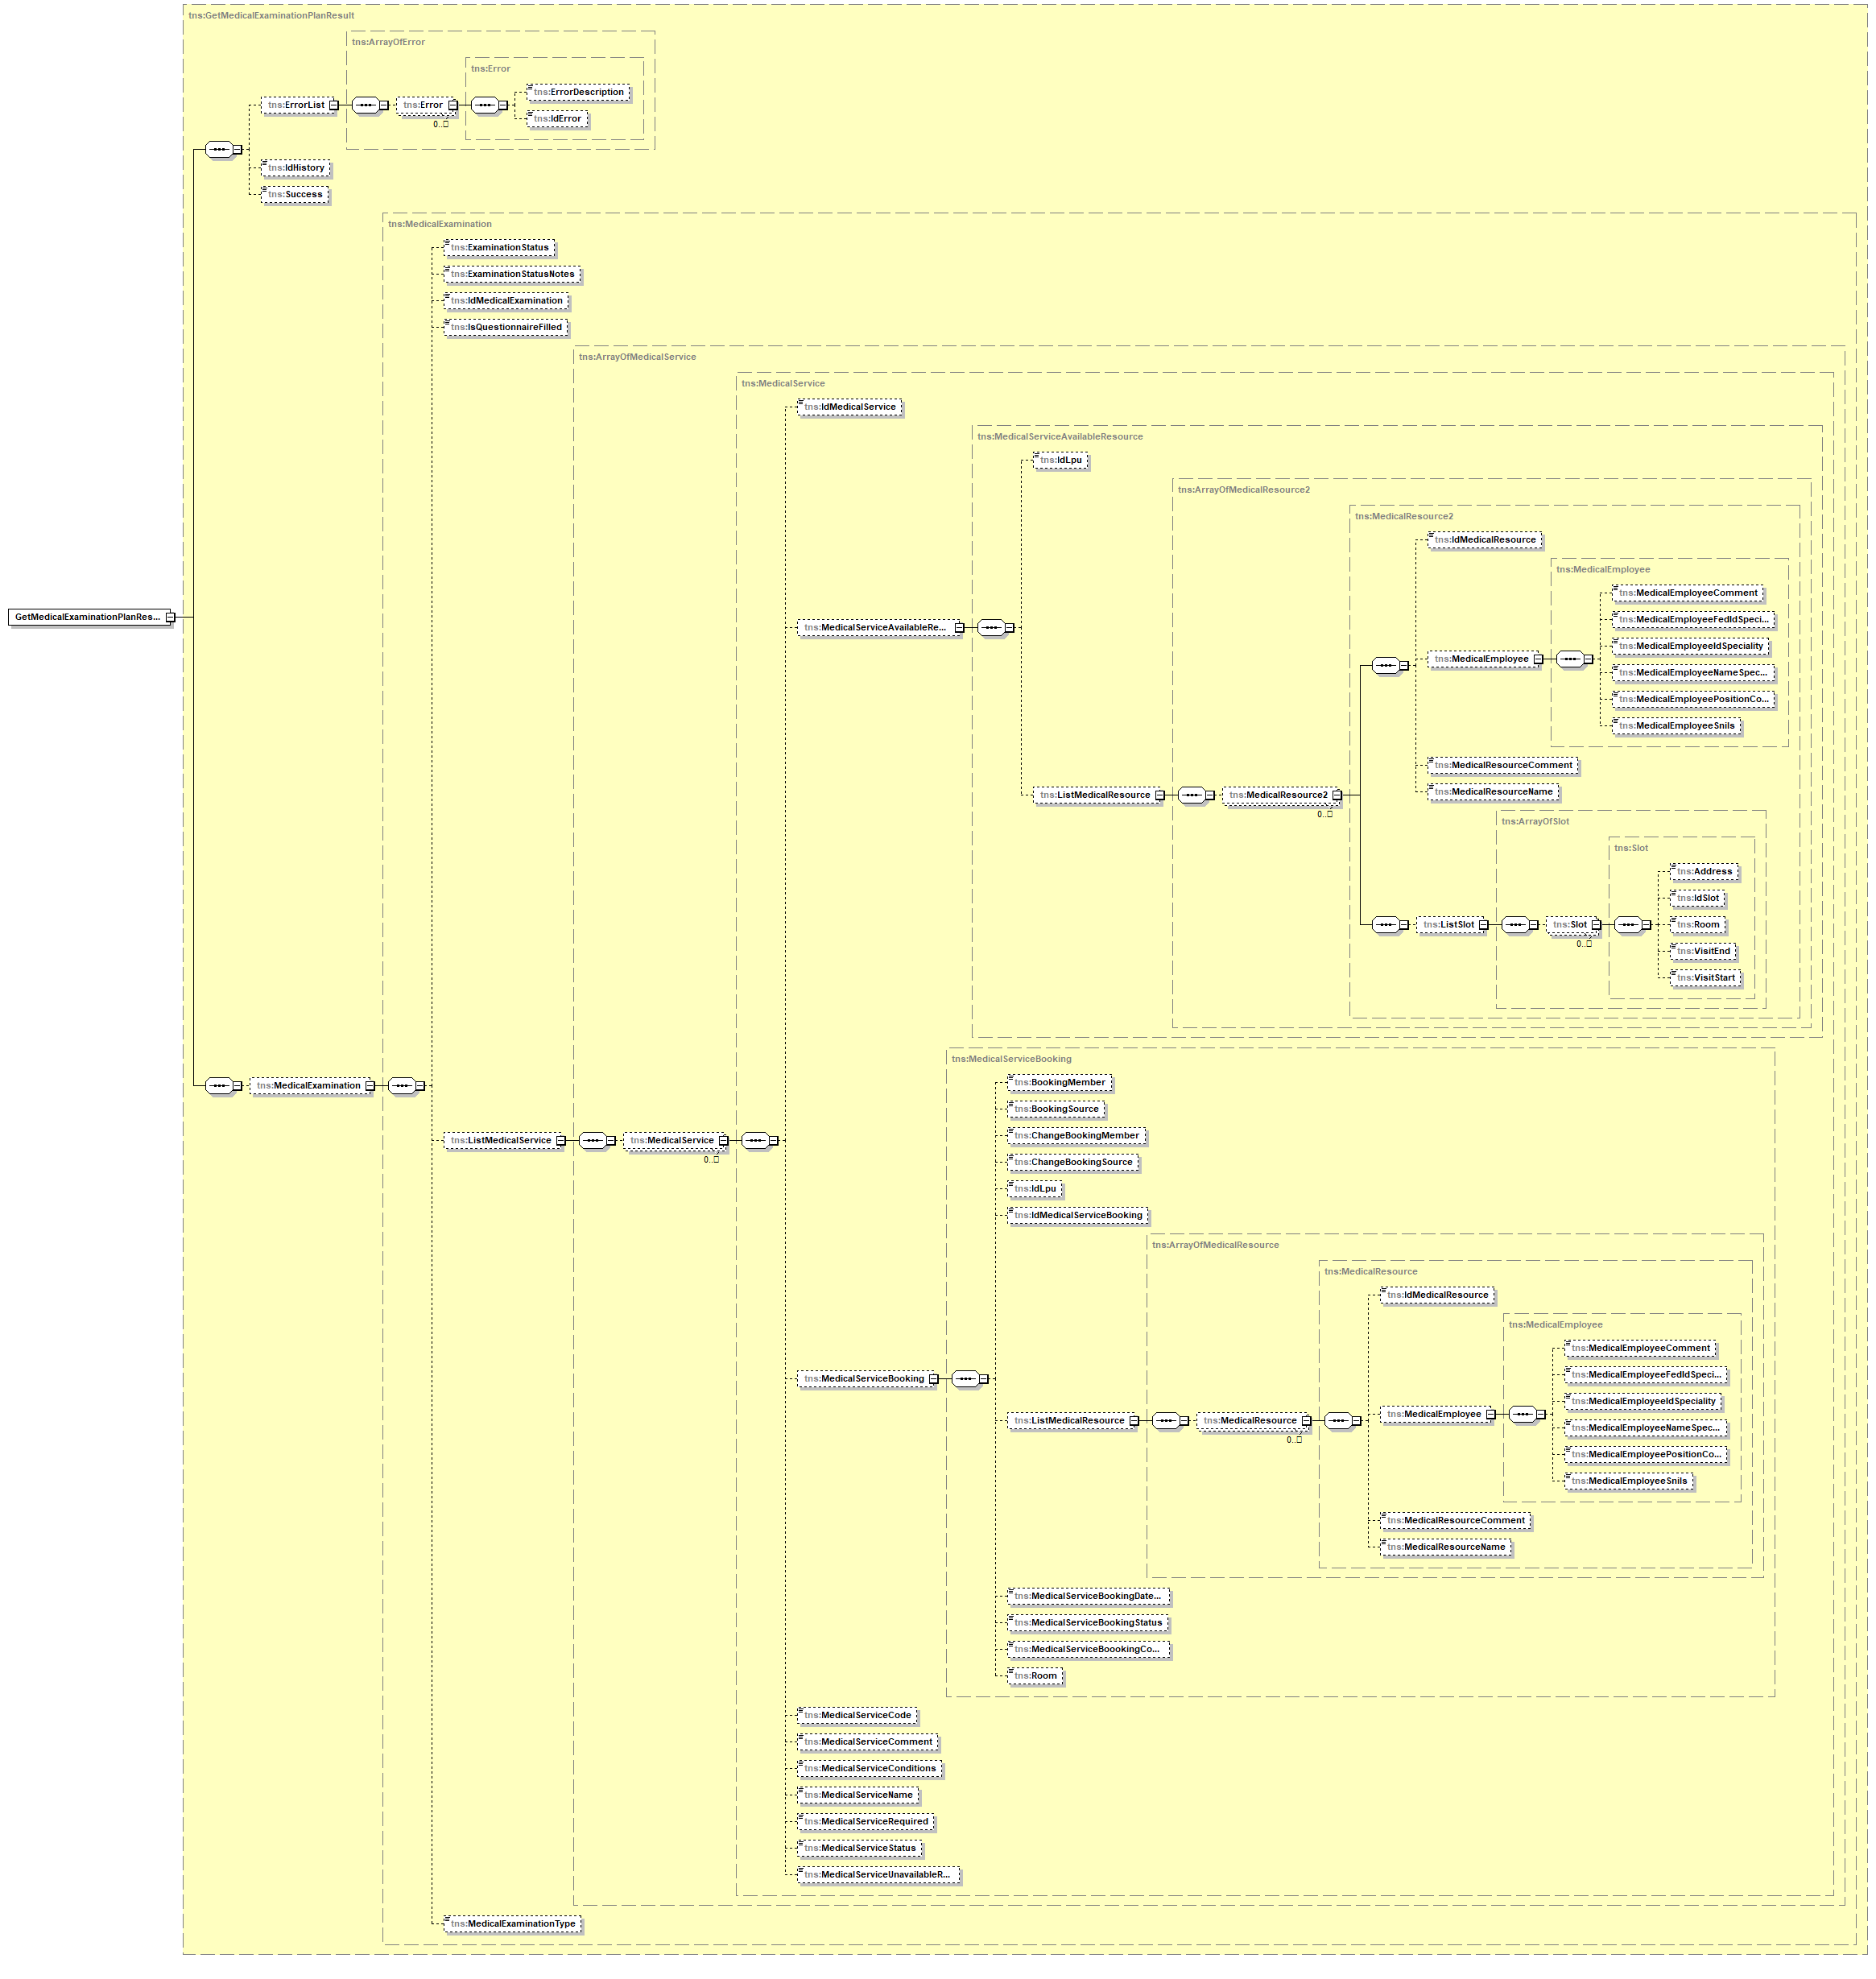 tns:GetMedicalExaminationPlanResult
tns:ArrayOfError
tns:Error
tns:ErrorDescription
tns:ErrorList
tns:Error
tns:IdError
0..□
tns:IdHistory
tns:Success
tns:MedicalExamination
tns:ExaminationStatus
tns:ExaminationStatusNotes
tns:IdMedicalExamination
tns:IsQuestionnaireFilled
tns:ArrayOfMedicalService
tns:MedicalService
tns:IdMedicalService
tns:MedicalServiceAvailableResource
tns:IdLpu
tns:ArrayOfMedicalResource2
tns:MedicalResource2
tns:IdMedicalResource
tns:MedicalEmployee
tns:MedicalEmployeeComment
GetMedicalExaminationPlanRes...
tns:MedicalEmployeeFedIdSpeci...
tns:MedicalServiceAvailableRe...
tns:MedicalEmployeeIdSpeciality
tns:MedicalEmployee
tns:MedicalEmployeeNameSpec...
tns:MedicalEmployeePositionCo...
tns:MedicalEmployeeSnils
tns:MedicalResourceComment
tns:MedicalResourceName
tns:ListMedicalResource
tns:MedicalResource2
0..□
tns:ArrayOfSlot
tns:Slot
tns:Address
tns:IdSlot
tns:ListSlot
tns:Slot
tns:Room
0..□
tns:VisitEnd
tns:VisitStart
tns:MedicalServiceBooking
tns:MedicalExamination
tns:BookingMember
tns:BookingSource
tns:ChangeBookingMember
tns:ListMedicalService
tns:MedicalService
0..□
tns:ChangeBookingSource
tns:IdLpu
tns:IdMedicalServiceBooking
tns:ArrayOfMedicalResource
tns:MedicalResource
tns:IdMedicalResource
tns:MedicalEmployee
tns:MedicalEmployeeComment
tns:MedicalServiceBooking
tns:MedicalEmployeeFedIdSpeci...
tns:MedicalEmployeeIdSpeciality
tns:ListMedicalResource
tns:MedicalResource
0..□
tns:MedicalEmployee
tns:MedicalEmployeeNameSpec...
tns:MedicalEmployeePositionCo...
tns:MedicalEmployeeSnils
tns:MedicalResourceComment
tns:MedicalResourceName
tns:MedicalServiceBookingDate...
tns:MedicalServiceBookingStatus
tns:MedicalServiceBoookingCo...
tns:Room
tns:MedicalServiceCode
tns:MedicalServiceComment
tns:MedicalServiceConditions
tns:MedicalServiceName
tns:MedicalServiceRequired
tns:MedicalServiceStatus
tns:MedicalServiceUnavailableR...
tns:MedicalExaminationType